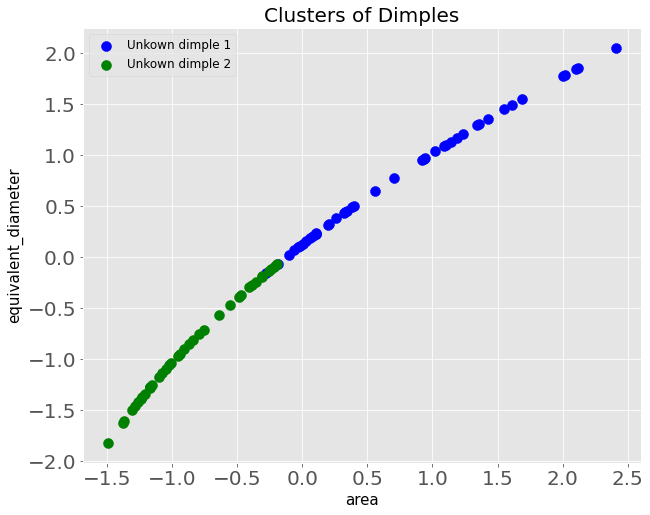 Clusters of Dimples
Unkown dimple 1
Unkown dimple 2
equivalent_diameter
2.0
1.5
1.0
0.5
0.0
−0.5
−1.0
−1.5
−2.0
−1.5 −1.0 −0.5 0.0 0.5 1.0 1.5 2.0 2.5
area